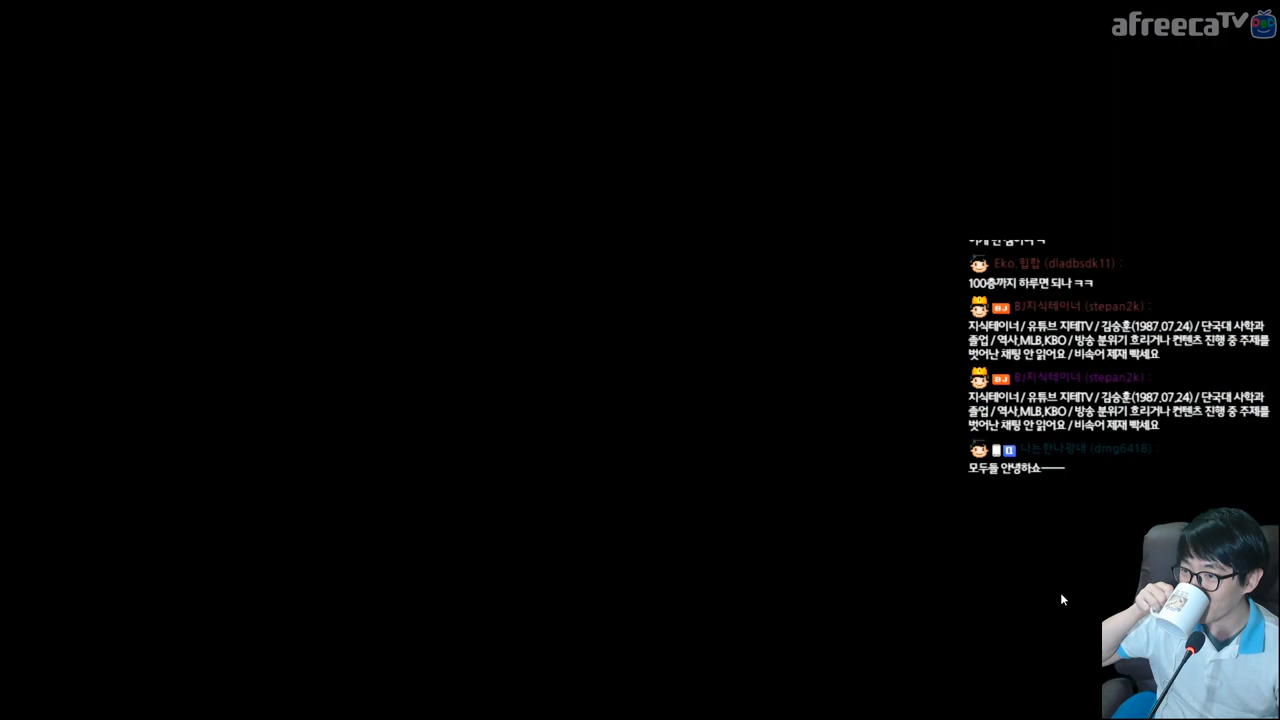 afreecaTV
Eko.힙합 (dladbsdk11) :
100층까지 하루면 되나 ㅋㅋ
BJ지식테이너 (stepan2k) :
지식테이너 / 유튜브 지테TV / 김승훈(1987.07.24) / 단국대 사학과
졸업 / 역사,MLB,KBO / 방송 분위기 흐리거나 컨텐츠 진행 중 주제를
벗어난 채팅 안 읽어요 / 비속어 제재 빡세요
BJ지식테이너 (stepan2k) :
지식테이너 / 유튜브 지테TV / 김승훈(1987.07.24) / 단국대 사학과
졸업 / 역사,MLB,KBO / 방송 분위기 흐리거나 컨텐츠 진행 중 주제를
벗어난 채팅 안 읽어요 / 비속어 제재 빡세요
나는한나광대 (dmg6418) :
모두들 안녕하쇼------